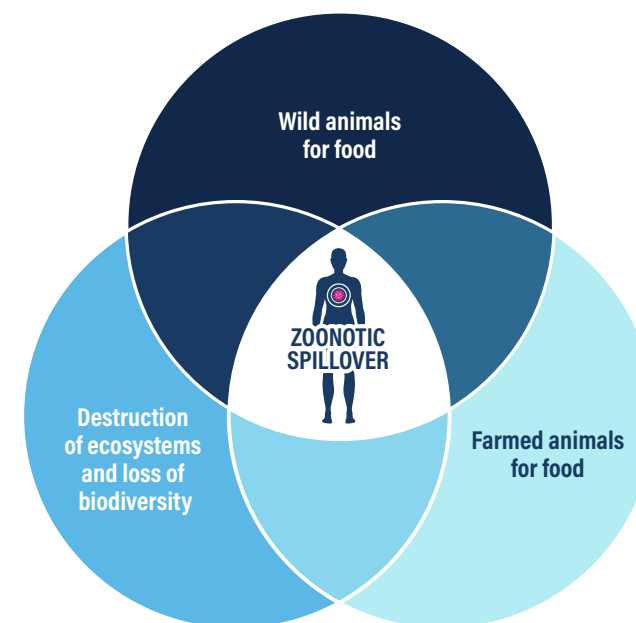 Wild animals
for food
ZOONOTIC
SPILLOVER
Destruction
of ecosystems
and loss of
biodiversity
Farmed animals
for food